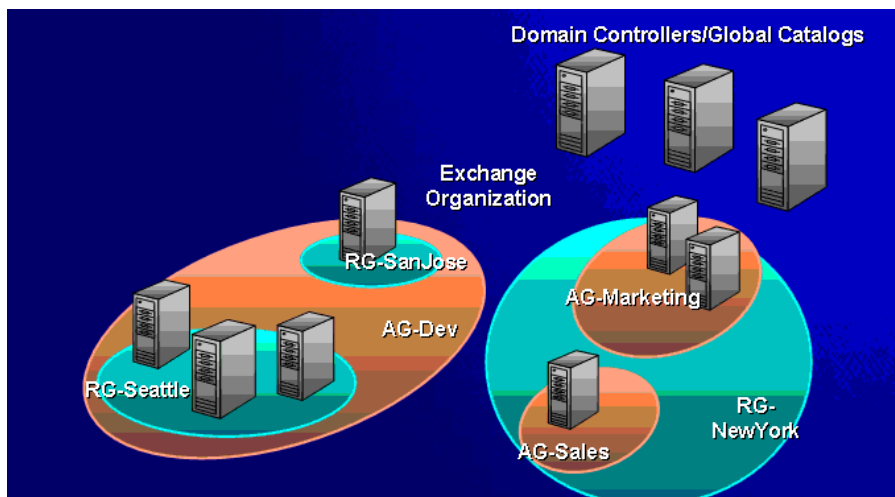 Domain Controllers/Global Catalogs
Exchange
Organization
RG-SanJose
AG-Marketing
AG-Dev
RG-Seattle
RG-
NewYork
AG-Sales